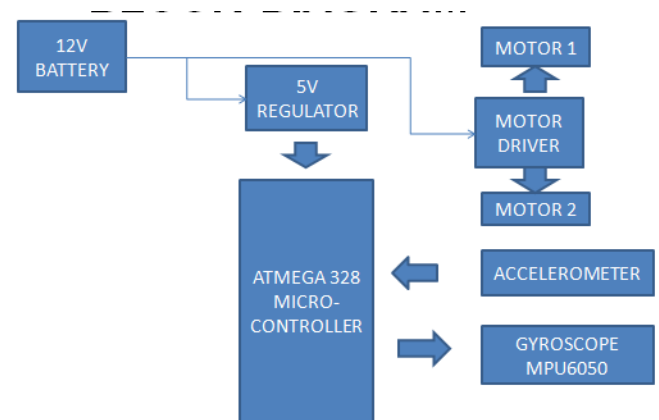 12V
BATTERY
5V
REGULATOR
MOTOR 1
MOTOR
DRIVER
MOTOR 2
ATMEGA 328
MICRO-
CONTROLLER
ACCELEROMETER
GYROSCOPE
MPU6050